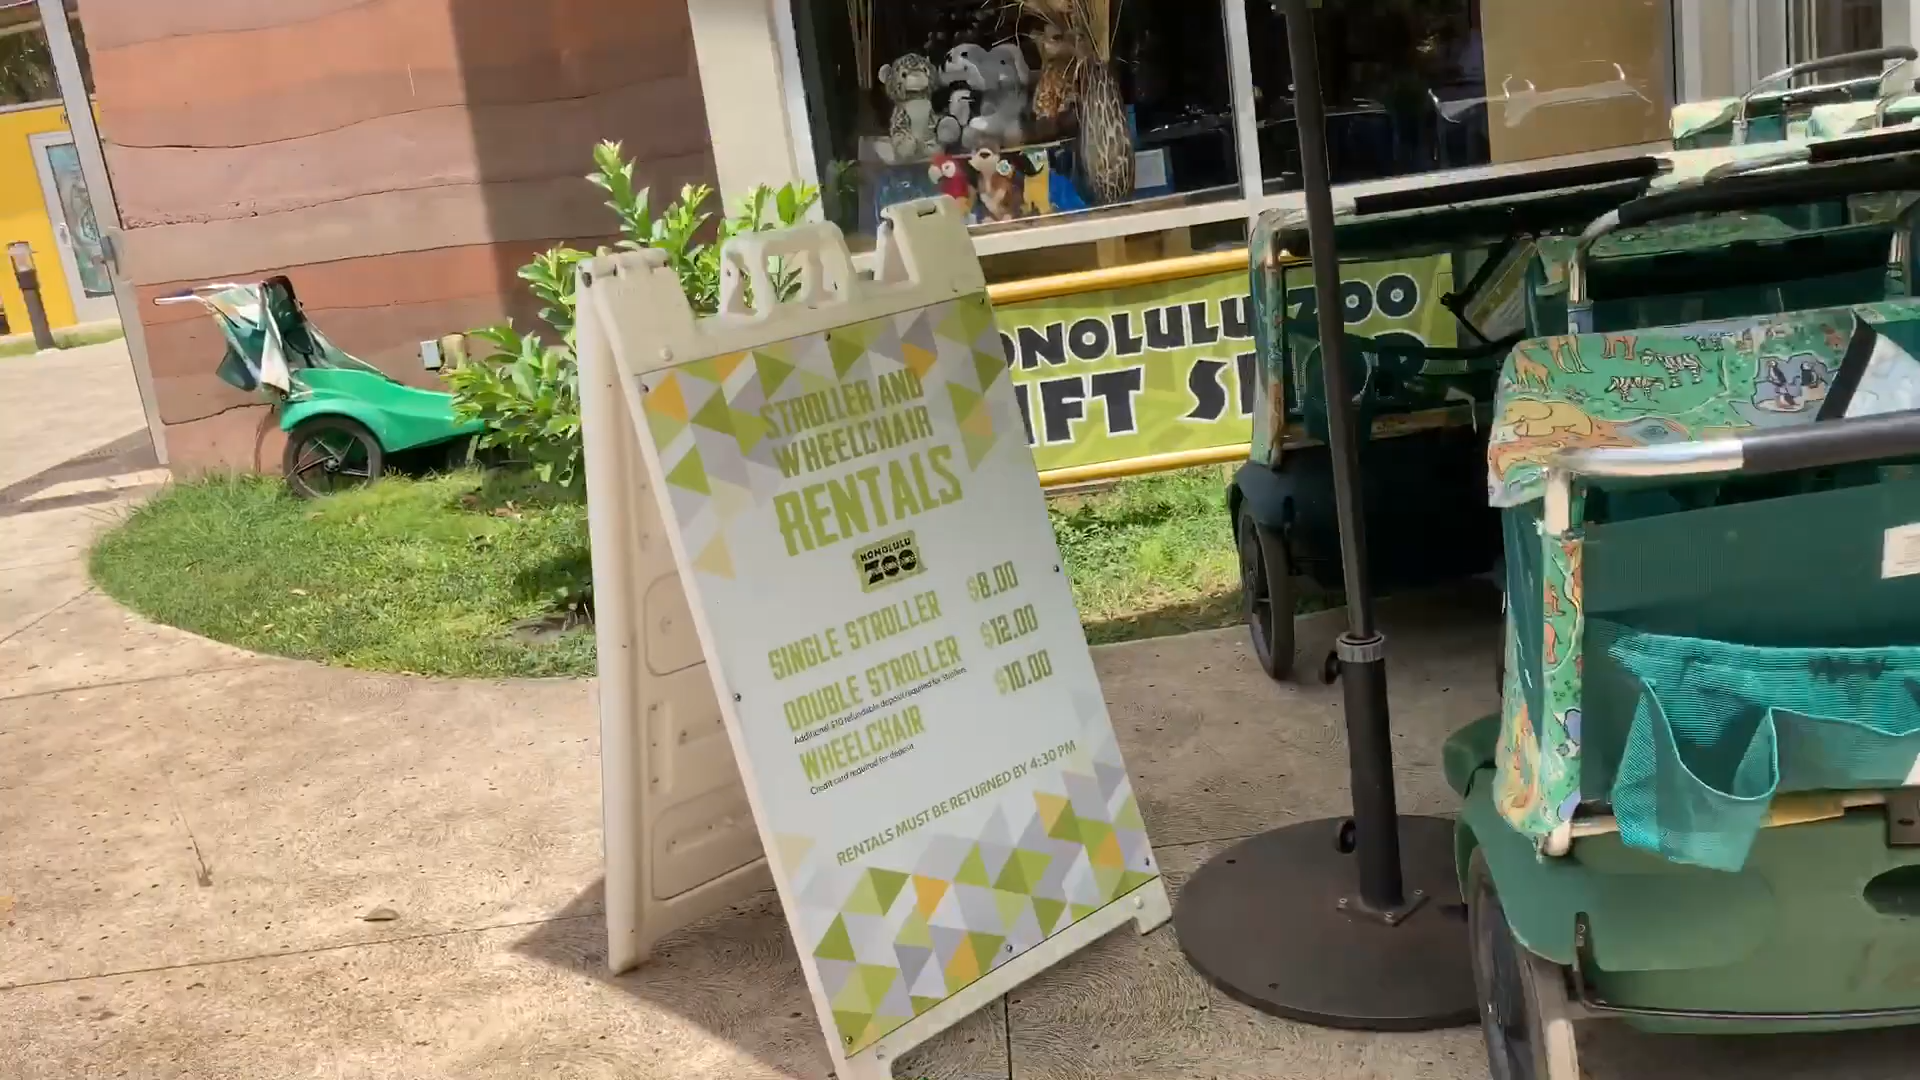 STROLLER AND
WHEELCHAIR
RENTALS
HONOLULU
ZOO
SINGLE STROLLER $8.00
DOUBLE STROLLER $12.00
Additional $10 refundable deposit required for Strollers
WHEELCHAIR $10.00
Credit card required for deposit
RENTALS MUST BE RETURNED BY 4:30 PM
ONOLULU ZOO
IFT SHOP